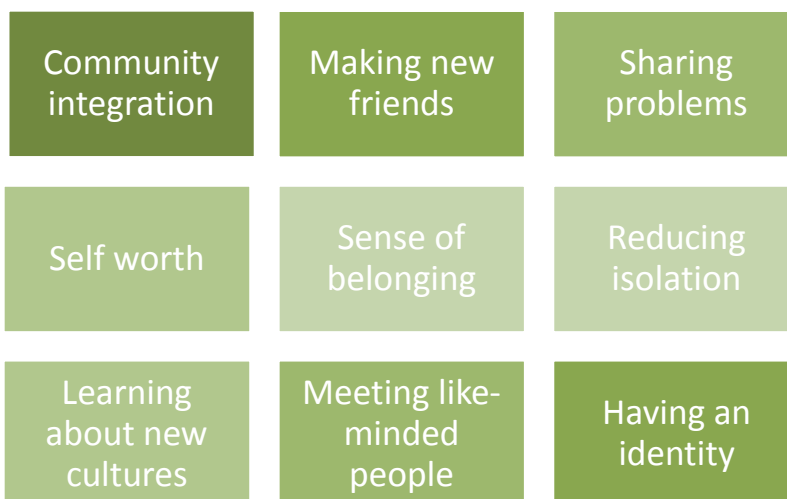 Community
integration
Making new
friends
Sharing
problems
Self worth
Sense of
belonging
Reducing
isolation
Learning
about new
cultures
Meeting like-
minded
people
Having an
identity